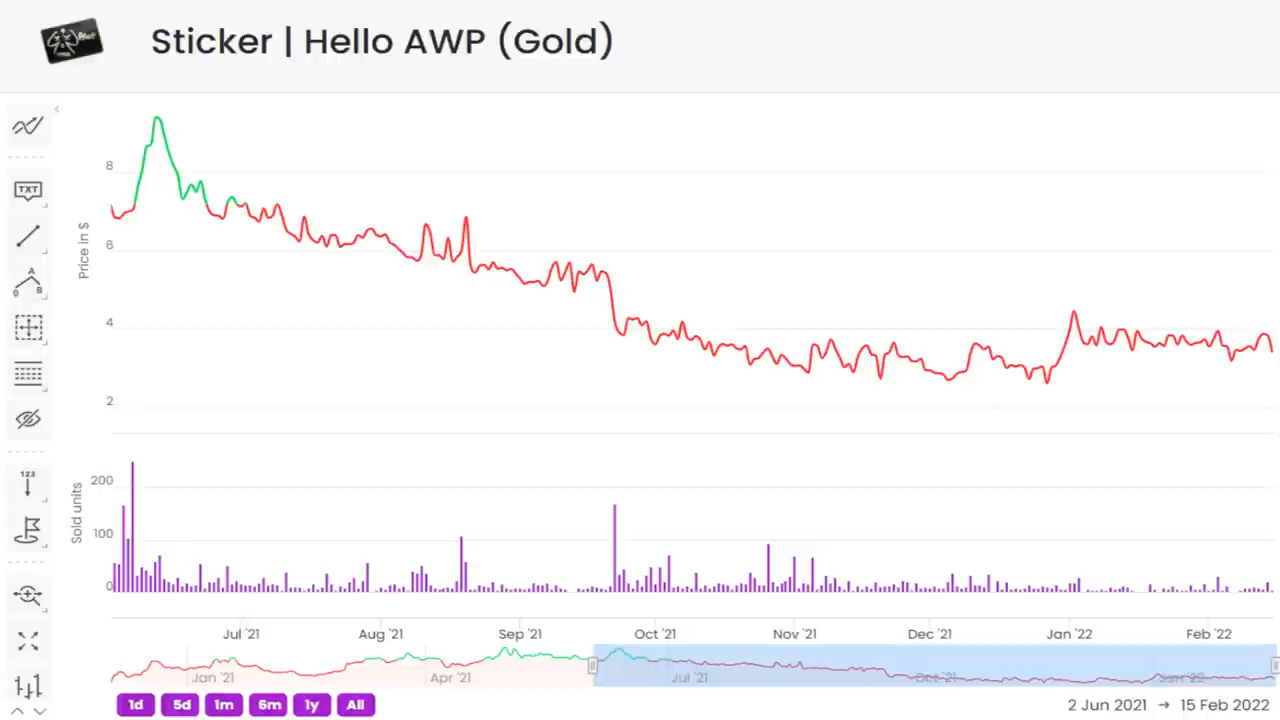 Sticker | Hello AWP (Gold)
TXT
A
0 B
123
Price in $
8
6
4
2
Sold units
200
100
0
Jul '21 Aug '21 Sep '21 Oct '21 Nov '21 Dec '21 Jan '22 Feb '22
Jan '21 Apr '21 Jul '21 Oct '21 Jan '22
1d 5d 1m 6m 1y All
2 Jun 2021 → 15 Feb 2022